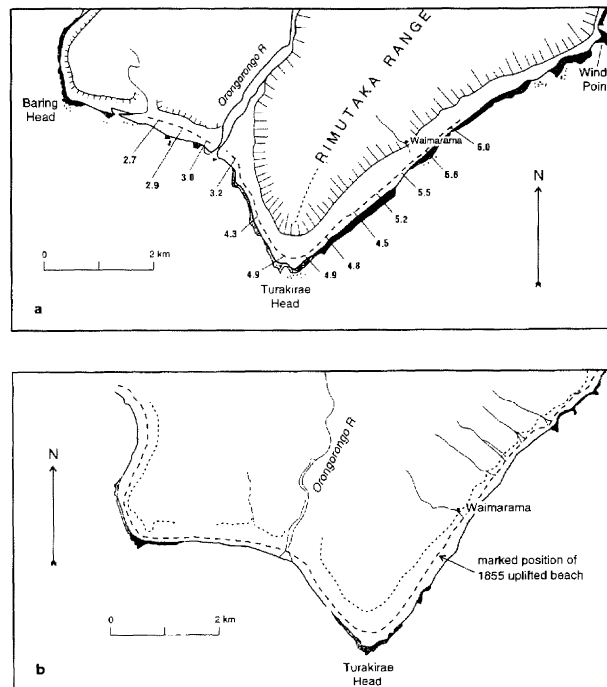 Baring
Head
Orongorongo R
RIMUTAKA RANGE
Wind
Point
Waimarama
2.7
2.9
3.0
3.2
4.3
4.9
4.9
4.8
4.5
5.2
5.5
5.6
6.0
N
0 2 km
Turakirae
Head
a
N
Orongorongo R
Waimarama
marked position of
1855 uplifted beach
0 2 km
Turakirae
Head
b